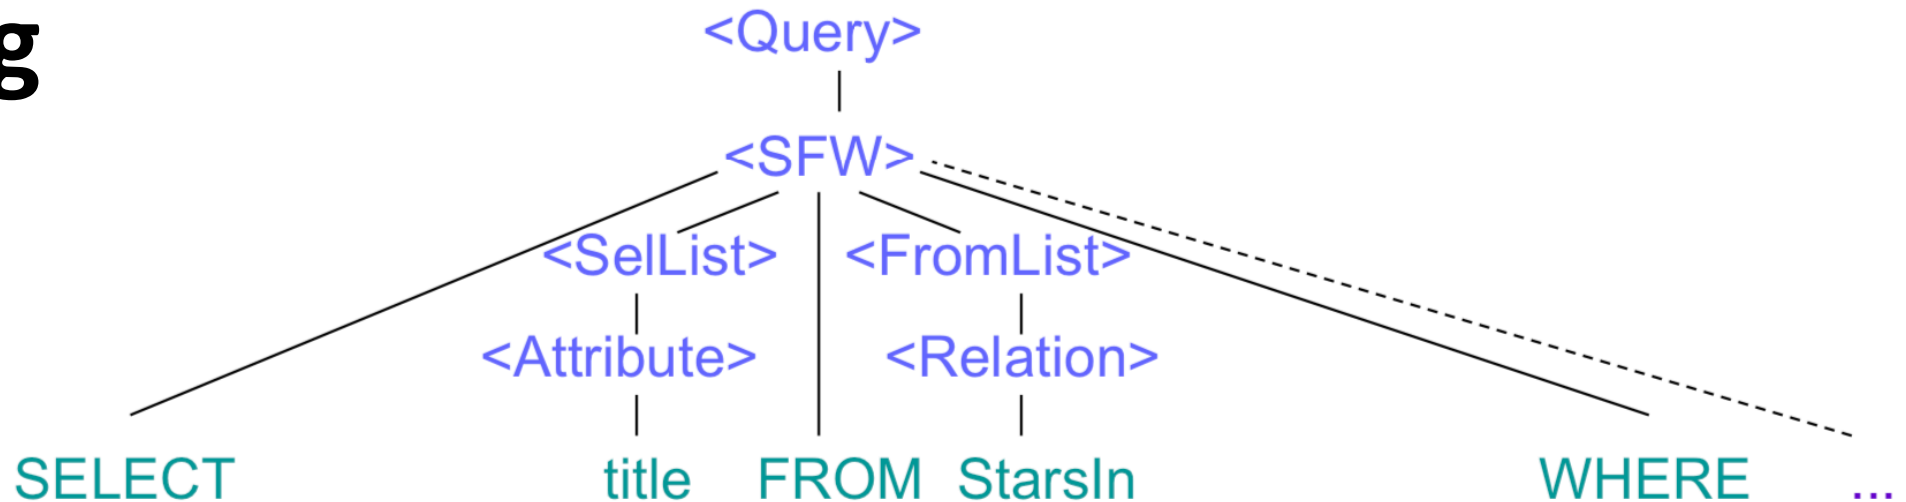 g
<Query>
<SFW>
<SelList> <FromList>
<Attribute> <Relation>
SELECT title FROM StarsIn WHERE ...